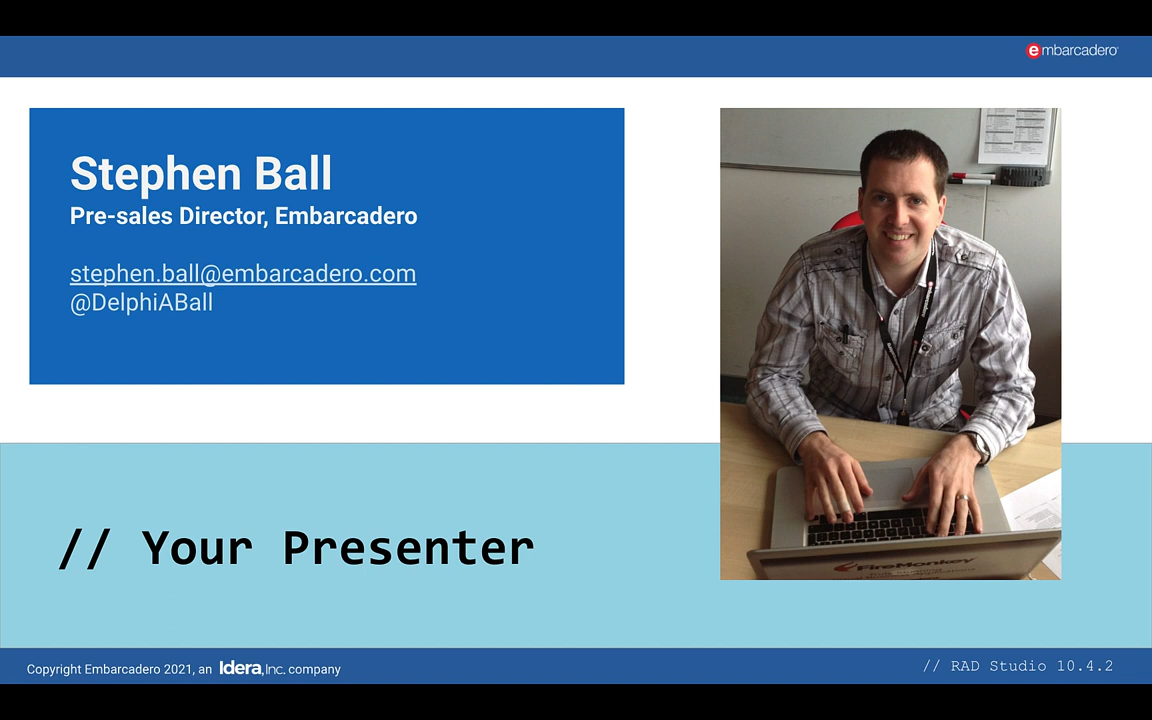 embarcadero
Stephen Ball
Pre-sales Director, Embarcadero
stephen.ball@embarcadero.com
@DelphiABall
FireMonkey
// Your Presenter
Copyright Embarcadero 2021, an Idera, Inc. company
// RAD Studio 10.4.2